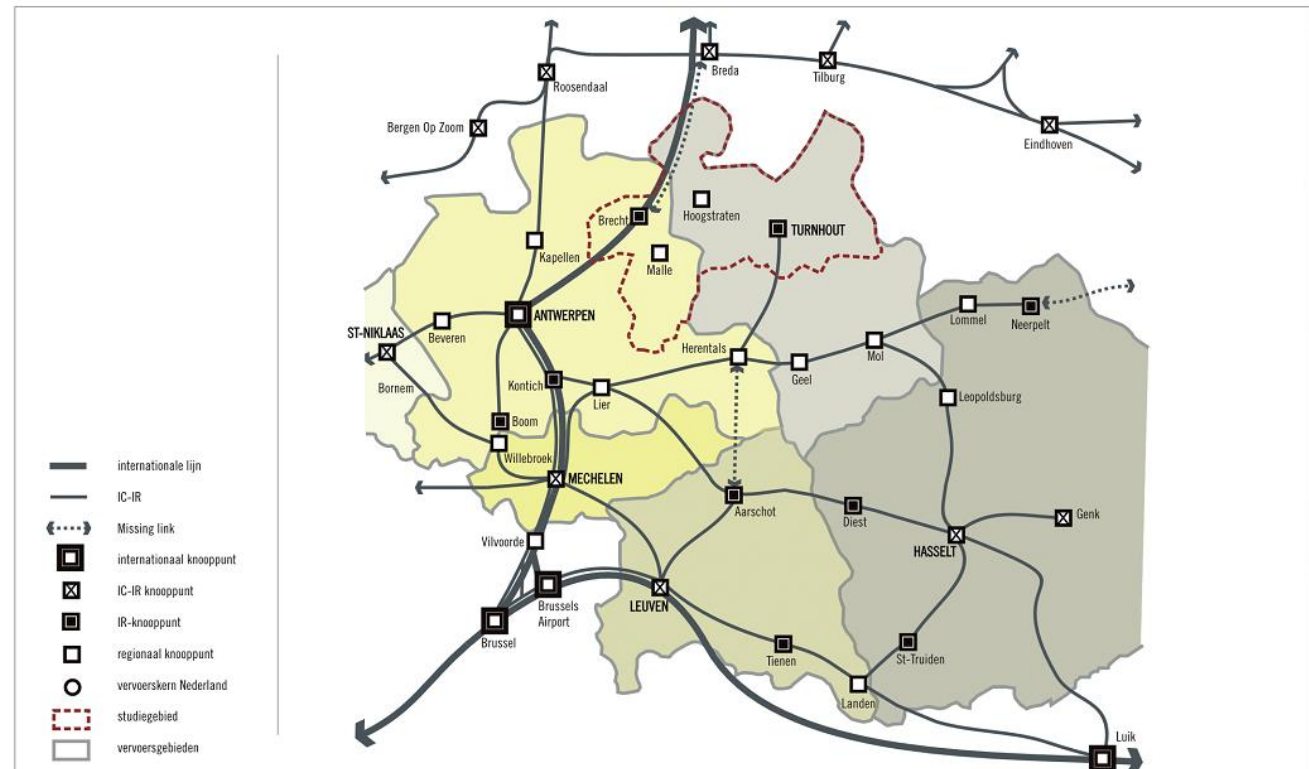 Breda
Tilburg
Roosendaal
Bergen Op Zoom
Eindhoven
Brecht
Hoogstraten
TURNHOUT
Kapellen
Malle
ANTWERPEN
Lommel
Neerpelt
ST-NIKLAAS
Beveren
Herentals
Mol
Geel
Bornem
Kontich
Lier
Leopoldsburg
Boom
Willebroek
MECHELEN
Aarschot
Diest
Genk
Vilvoorde
HASSELT
Brussels
Airport
LEUVEN
Brussel
Tienen
St-Truiden
Landen
Luik
internationale lijn
IC-IR
Missing link
internationaal knooppunt
IC-IR knooppunt
IR-knooppunt
regionaal knooppunt
vervoerskern Nederland
studiegebied
vervoersgebieden